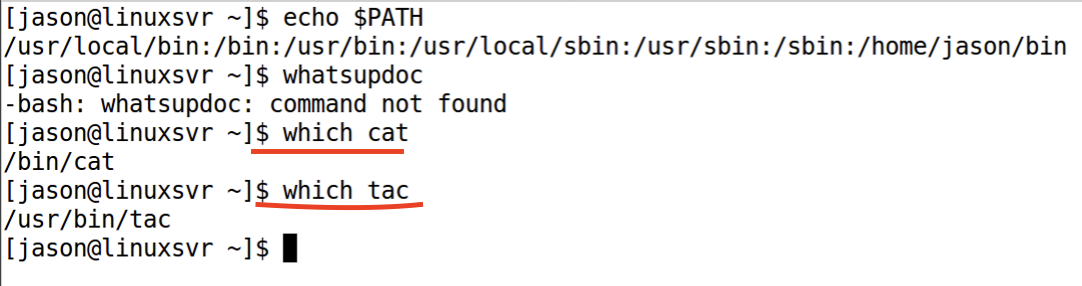 [jason@linuxsvr ~]$ echo $PATH
/usr/local/bin:/bin:/usr/bin:/usr/local/sbin:/usr/sbin:/sbin:/home/jason/bin
[jason@linuxsvr ~]$ whatsupdoc
-bash: whatsupdoc: command not found
[jason@linuxsvr ~]$ which cat
/bin/cat
[jason@linuxsvr ~]$ which tac
/usr/bin/tac
[jason@linuxsvr ~]$